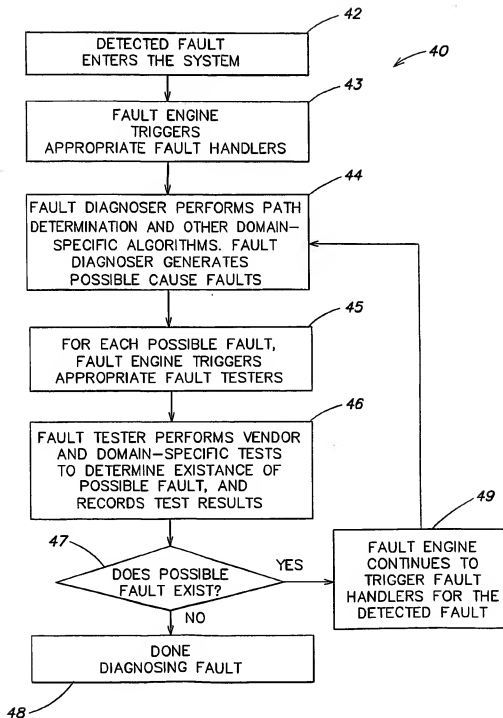 42
DETECTED FAULT
ENTERS THE SYSTEM
40
43
FAULT ENGINE
TRIGGERS
APPROPRIATE FAULT HANDLERS
44
FAULT DIAGNOSER PERFORMS PATH
DETERMINATION AND OTHER DOMAIN-
SPECIFIC ALGORITHMS. FAULT
DIAGNOSER GENERATES
POSSIBLE CAUSE FAULTS
45
FOR EACH POSSIBLE FAULT,
FAULT ENGINE TRIGGERS
APPROPRIATE FAULT TESTERS
46
FAULT TESTER PERFORMS VENDOR
AND DOMAIN-SPECIFIC TESTS
TO DETERMINE EXISTANCE OF
POSSIBLE FAULT, AND
RECORDS TEST RESULTS
47
DOES POSSIBLE
FAULT EXIST?
YES
NO
49
FAULT ENGINE
CONTINUES TO
TRIGGER FAULT
HANDLERS FOR THE
DETECTED FAULT
DONE
DIAGNOSING FAULT
48